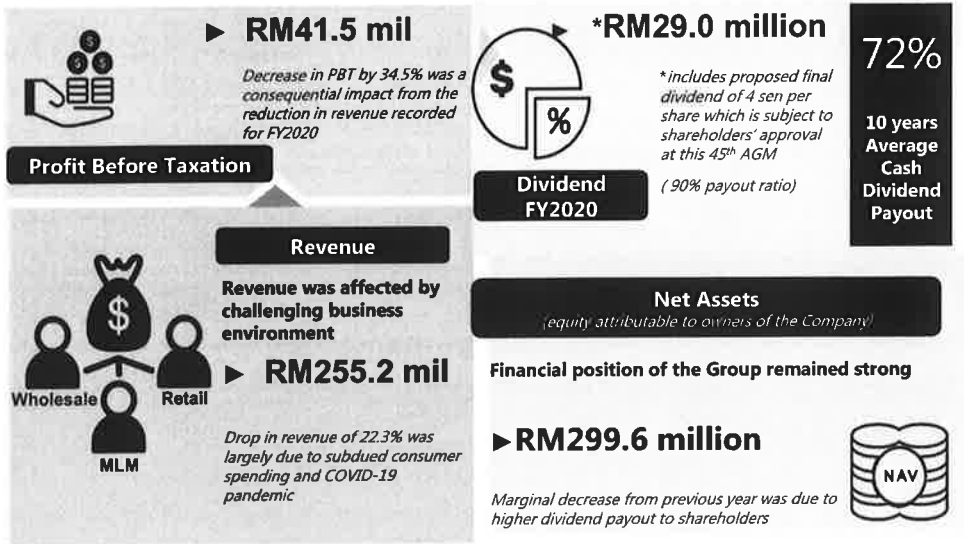 ► RM41.5 mil
Decrease in PBT by 34.5% was a
consequential impact from the
reduction in revenue recorded
for FY2020
$
$ $
Profit Before Taxation
$
%
*RM29.0 million
*includes proposed final
dividend of 4 sen per
share which is subject to
shareholders' approval
at this 45th AGM
( 90% payout ratio)
Dividend
FY2020
72%
10 years
Average
Cash
Dividend
Payout
Revenue
Revenue was affected by
challenging business
environment
► RM255.2 mil
Drop in revenue of 22.3% was
largely due to subdued consumer
spending and COVID-19
pandemic
$
Wholesale
Retail
MLM
Net Assets
(equity attributable to owners of the Company)
Financial position of the Group remained strong
►RM299.6 million
Marginal decrease from previous year was due to
higher dividend payout to shareholders
NAV